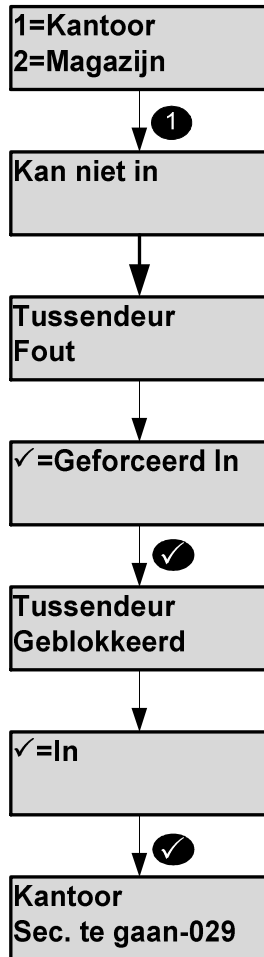 1=Kantoor
2=Magazijn
1
Kan niet in
Tussendeur
Fout
✓=Geforceerd In
✓
Tussendeur
Geblokkeerd
✓=In
✓
Kantoor
Sec. te gaan-029